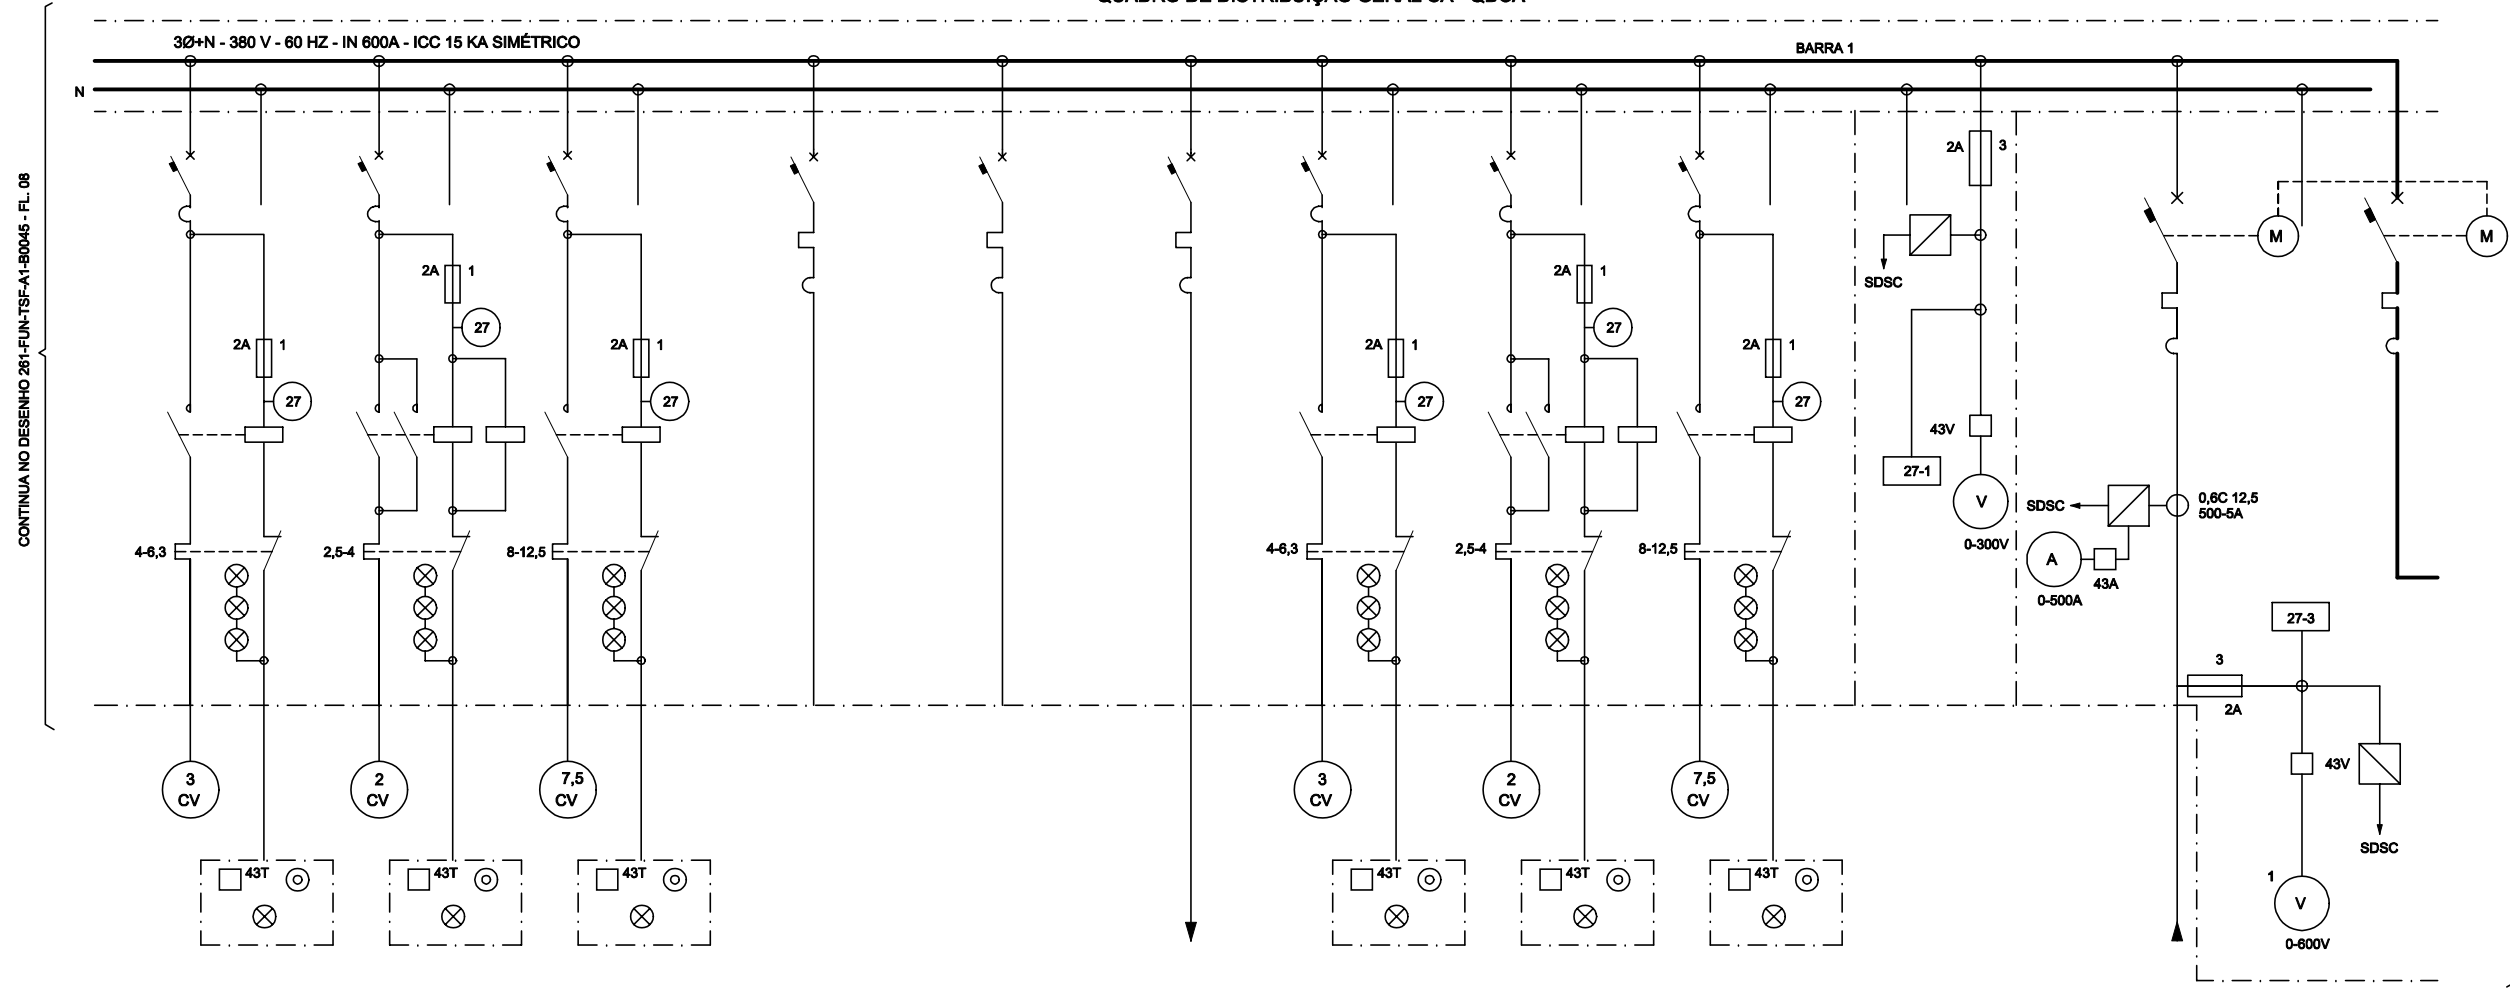 QUADRO DE DISTRIBUIÇÃO GERAL CA - QDCA
3Ø+N - 380 V - 60 HZ - IN 600A - ICC 15 KA SIMÉTRICO
BARRA 1
N
CONTINUA NO DESENHO 261-FUN-TSF-A1-B0045 - FL. 08
2A 3
M
M
2A 1
2A 1
SDSC
27
27
2A 1
2A 1
2A 1
2A 1
27
27
27
27
43V
27-1
V
0-300V
SDSC
0,6C 12,5
500-5A
A
43A
0-500A
4-6,3
2,5-4
8-12,5
4-6,3
2,5-4
8-12,5
27-3
3
2A
43V
SDSC
3
CV
2
CV
7,5
CV
3
CV
2
CV
7,5
CV
43T
43T
43T
43T
43T
43T
1
V
0-600V